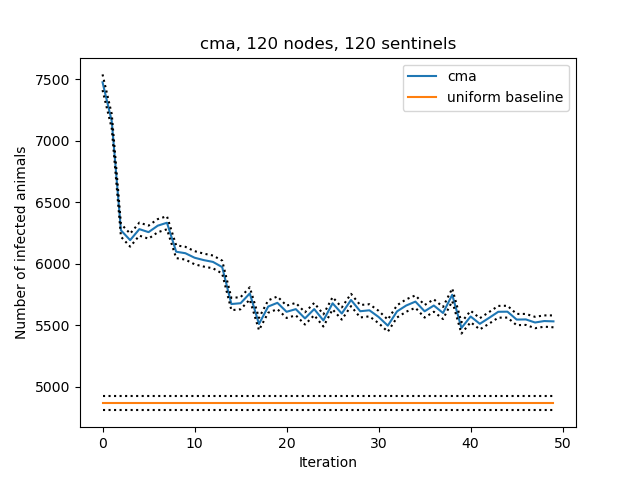 cma, 120 nodes, 120 sentinels
cma
uniform baseline
Number of infected animals
7500
7000
6500
6000
5500
5000
0 10 20 30 40 50
Iteration